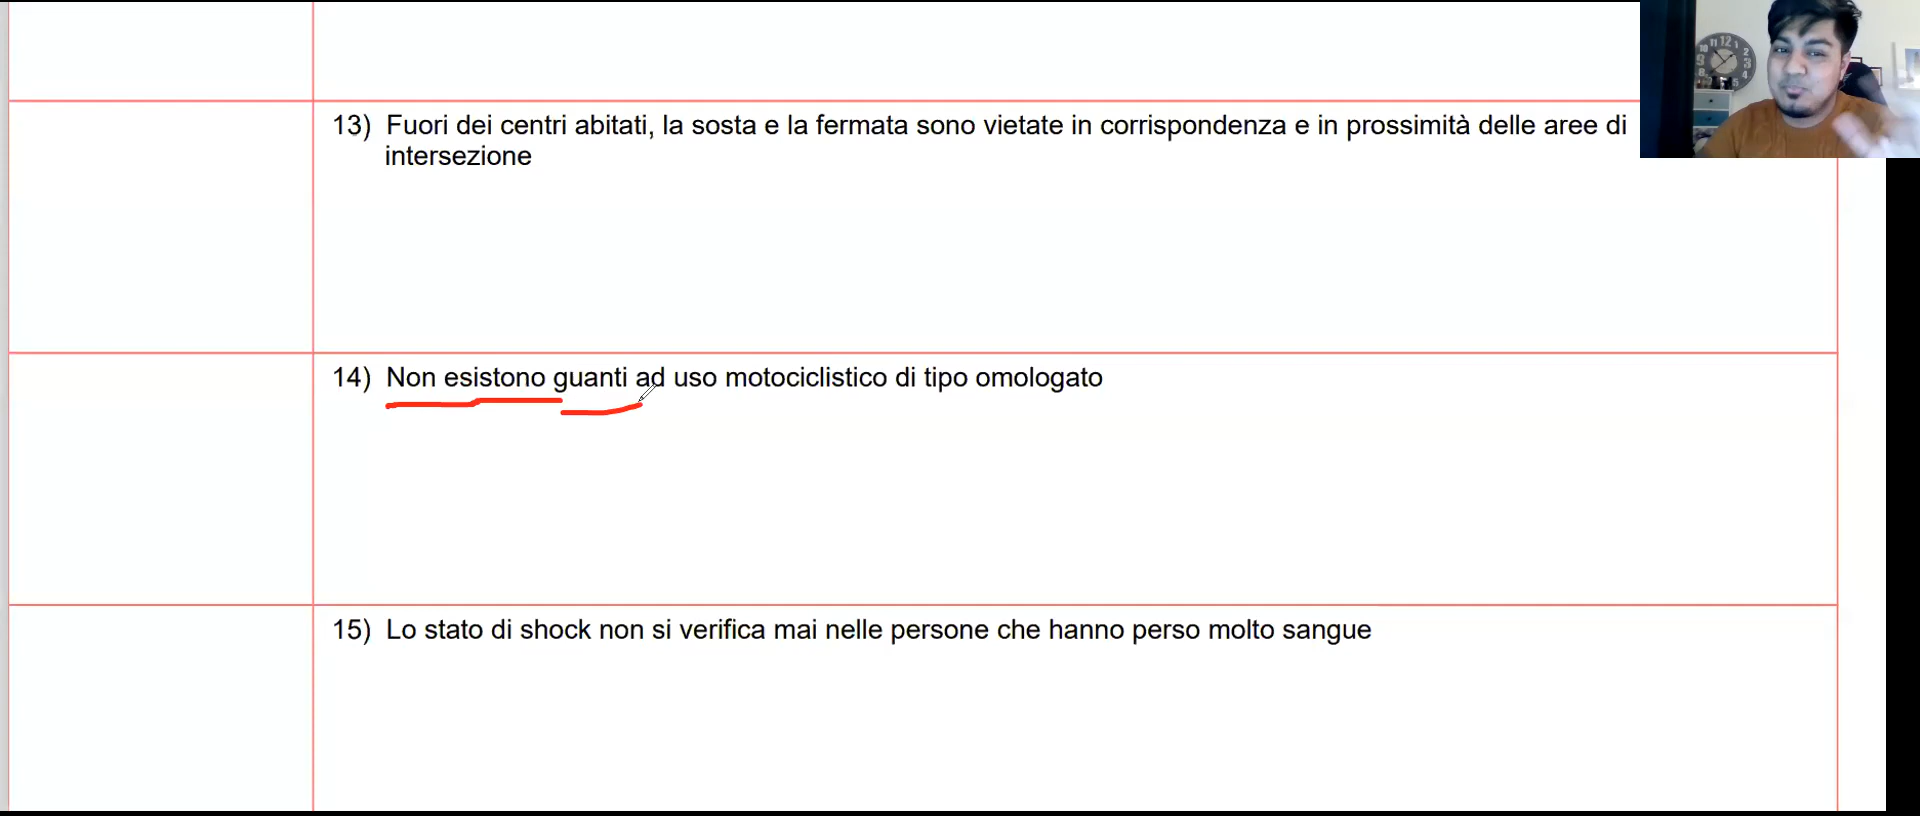 13) Fuori dei centri abitati, la sosta e la fermata sono vietate in corrispondenza e in prossimità delle aree di
intersezione
14) Non esistono guanti ad uso motociclistico di tipo omologato
15) Lo stato di shock non si verifica mai nelle persone che hanno perso molto sangue